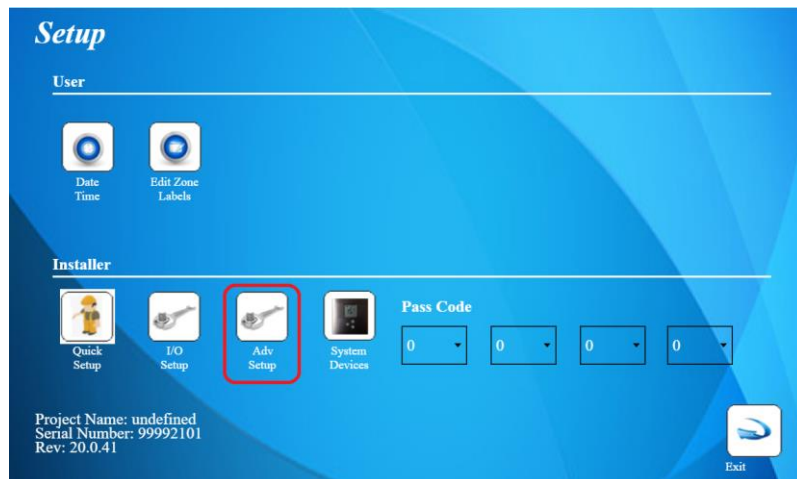 Setup
User
Date
Time
Edit Zone
Labels
Installer
Quick
Setup
I/O
Setup
Adv
Setup
System
Devices
Pass Code
0
0
0
0
Project Name: undefined
Serial Number: 99992101
Rev: 20.0.41
Exit